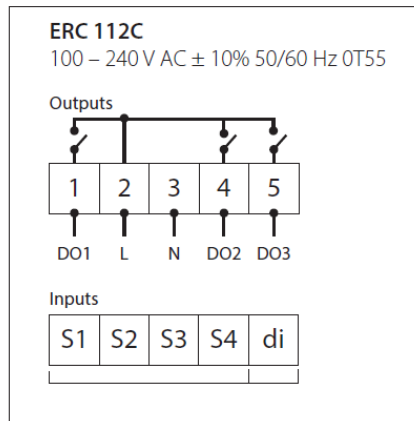 ERC 112C
100 – 240 V AC ± 10% 50/60 Hz 0T55
Outputs
1 2 3 4 5
DO1 L N DO2 DO3
Inputs
S1 S2 S3 S4 di